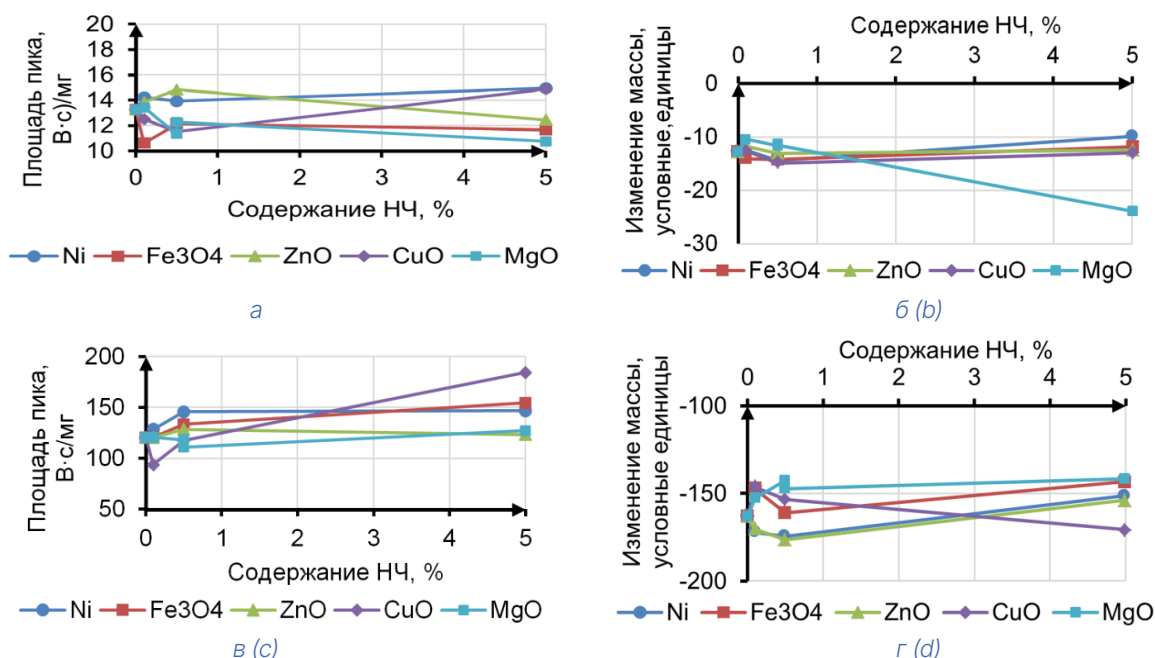 Площадь пика,
В·с)/мг
20
18
16
14
12
10
0 1 2 3 4 5
Содержание НЧ, %
Ni Fe3O4 ZnO CuO MgO
а
Содержание НЧ, %
0 1 2 3 4 5
Изменение массы,
условные,единицы
0
-10
-20
-30
Ni Fe3O4 ZnO CuO MgO
б (b)
Площадь пика,
В·с/мг
200
150
100
50
0 1 2 3 4 5
Содержание НЧ, %
Ni Fe3O4 ZnO CuO MgO
в (c)
Содержание НЧ, %
0 1 2 3 4 5
Изменение массы,
условные единицы
-100
-150
-200
Ni Fe3O4 ZnO CuO MgO
г (d)